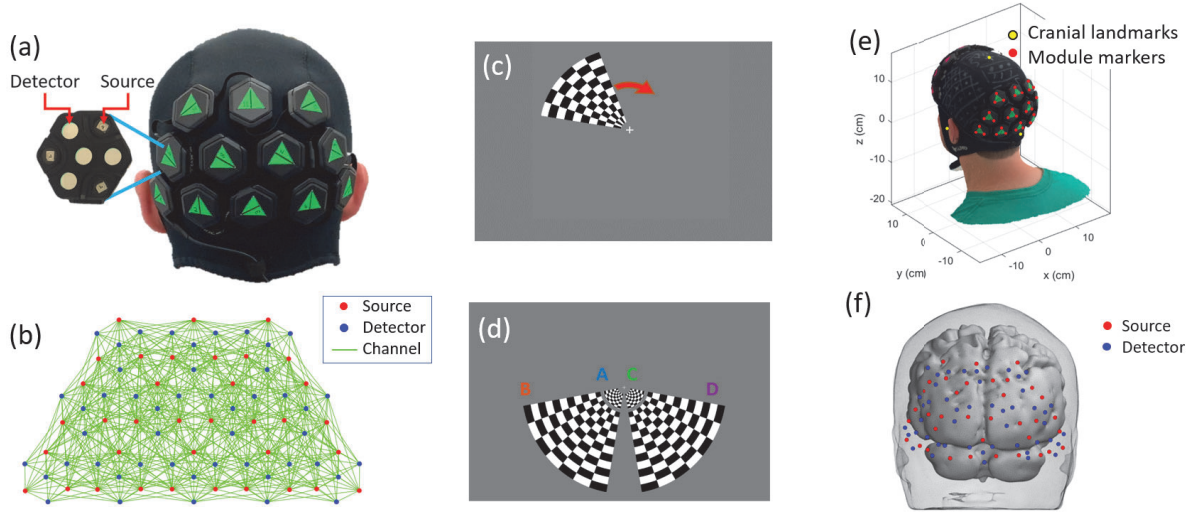 (a)
Detector Source
(b)
Source
Detector
Channel
(c)
(d)
B A C D
(e)
Cranial landmarks
Module markers
10
0
-10
-20
z (cm)
10
0
-10
y (cm)
-10
0
10
x (cm)
(f)
Source
Detector